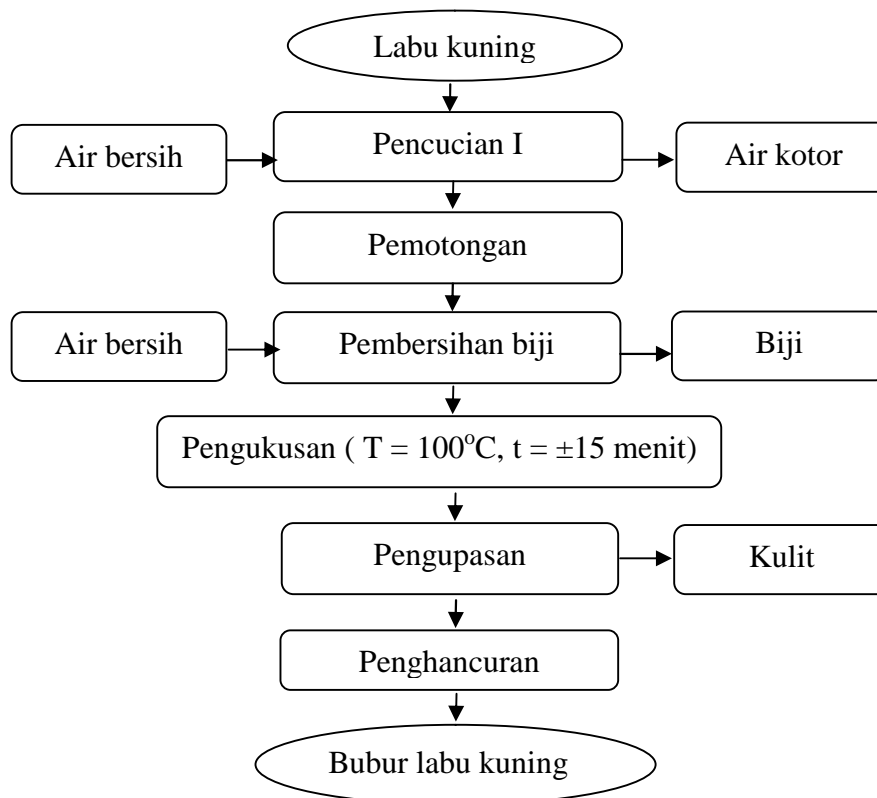 Labu kuning
Air bersih
Pencucian I
Air kotor
Pemotongan
Air bersih
Pembersihan biji
Biji
Pengukusan ( T = 100°C, t = ±15 menit)
Pengupasan
Kulit
Penghancuran
Bubur labu kuning